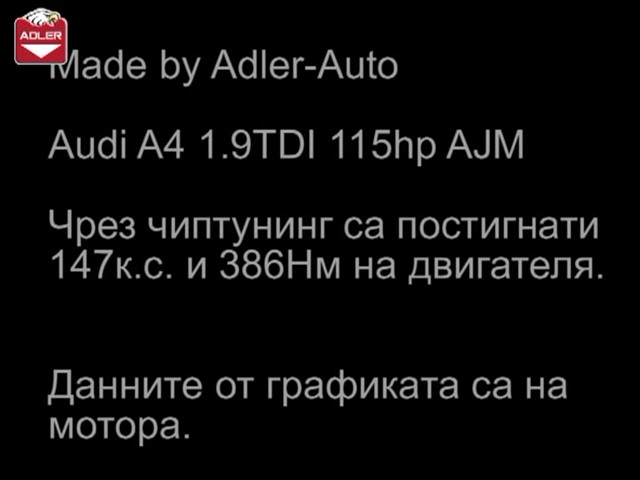 ADLER
Made by Adler-Auto
Audi A4 1.9TDI 115hp AJM
Чрез чиптунинг са постигнати
147к.с. и 386Нм на двигателя.
Данните от графиката са на
мотора.